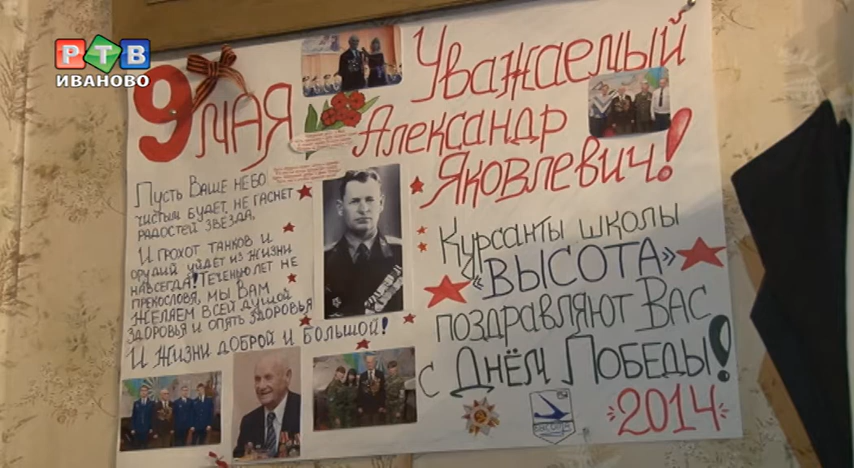 РТВ
ИВАНОВО
9 МАЯ
Уважаемый
Александр
Яковлевич!
Пусть Ваше небо
чистым будет, не гаснет
радостей звезда,
И грохот танков и
орудий уйдет из жизни
навсегда! Теченью лет не
прекословя, мы Вам
желаем всей душой
здоровья и опять здоровья
И жизни доброй и большой!
Курсанты школы
«ВЫСОТА»
поздравляют Вас
с Днём Победы!
2014
ВЫСОТА